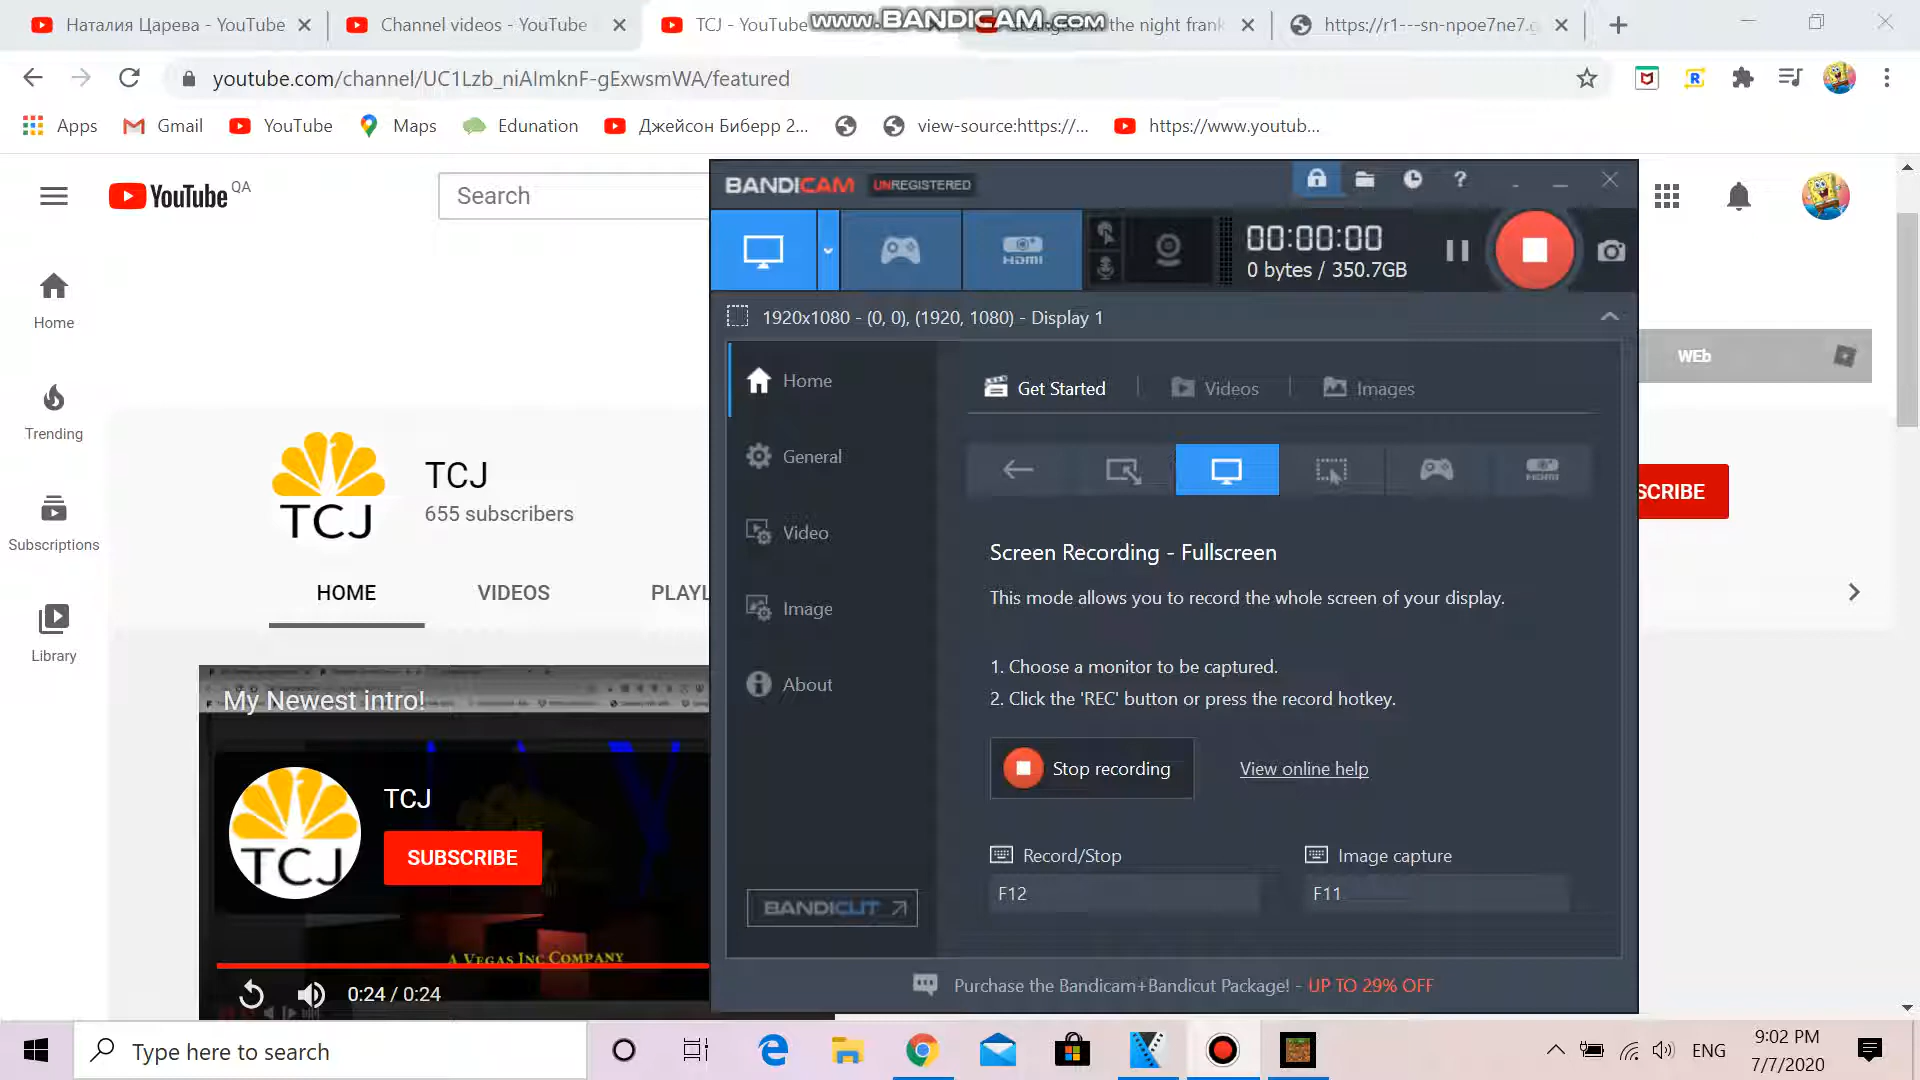 Наталия Царева - YouTube
Channel videos - YouTube
TCJ - YouTube
www.BANDICAM.com
in the night frank
https://r1---sn-npoe7ne7.g
youtube.com/channel/UC1Lzb_niAImknF-gExwsmWA/featured
Apps
Gmail
YouTube
Maps
Edunation
Джейсон Биберр 2...
view-source:https://...
https://www.youtub...
YouTube QA
Search
BANDICAM UNREGISTERED
?
HDMI
00:00:00
0 bytes / 350.7GB
1920x1080 - (0, 0), (1920, 1080) - Display 1
Home
Trending
Subscriptions
Library
WEb
TCJ
TCJ
655 subscribers
SCRIBE
HOME
VIDEOS
PLAYL
Home
General
Video
Image
About
Get Started
Videos
Images
HDMI
Screen Recording - Fullscreen
This mode allows you to record the whole screen of your display.
1. Choose a monitor to be captured.
2. Click the 'REC' button or press the record hotkey.
Stop recording
View online help
Record/Stop
Image capture
F12
F11
BANDICUT
Purchase the Bandicam+Bandicut Package! - UP TO 29% OFF
My Newest intro!
TCJ
TCJ
SUBSCRIBE
A VEGAS INC COMPANY
0:24 / 0:24
Type here to search
ENG
9:02 PM
7/7/2020